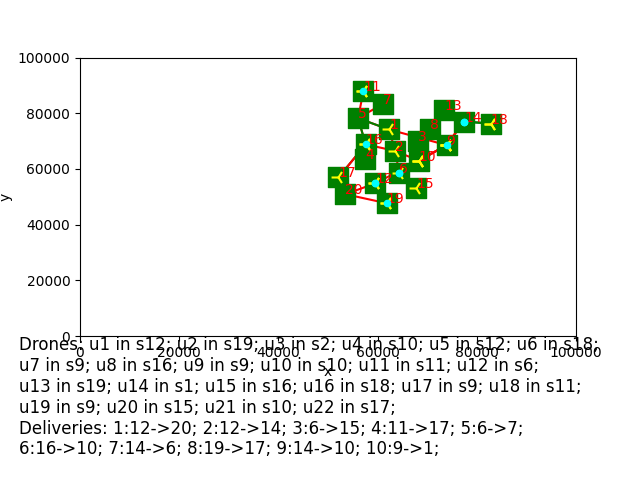 100000
80000
60000
40000
20000
0
0 20000 40000 60000 80000 100000
x
y
Drones: u1 in s12; u2 in s19; u3 in s2; u4 in s10; u5 in s12; u6 in s18;
u7 in s9; u8 in s16; u9 in s9; u10 in s10; u11 in s11; u12 in s6;
u13 in s19; u14 in s1; u15 in s16; u16 in s18; u17 in s9; u18 in s11;
u19 in s9; u20 in s15; u21 in s10; u22 in s17;
Deliveries: 1:12->20; 2:12->14; 3:6->15; 4:11->17; 5:6->7;
6:16->10; 7:14->6; 8:19->17; 9:14->10; 10:9->1;